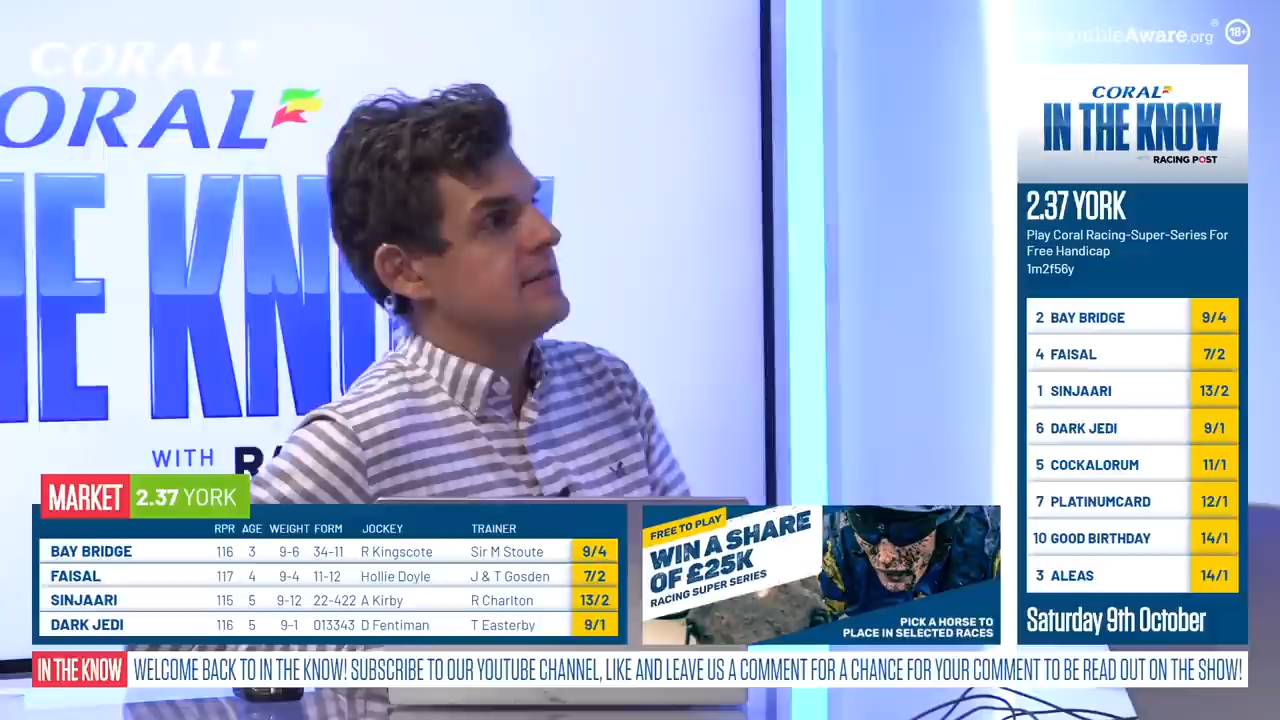 CORAL
ORAL
HE KN
WITH RA
Aware.org 18+
CORAL
IN THE KNOW
RACING POST
2.37 YORK
Play Coral Racing-Super-Series For
Free Handicap
1m2f56y
2 BAY BRIDGE 9/4
4 FAISAL 7/2
1 SINJAARI 13/2
6 DARK JEDI 9/1
5 COCKALORUM 11/1
7 PLATINUMCARD 12/1
10 GOOD BIRTHDAY 14/1
3 ALEAS 14/1
Saturday 9th October
MARKET 2.37 YORK
RPR AGE WEIGHT FORM JOCKEY TRAINER
BAY BRIDGE 116 3 9-6 34-11 R Kingscote Sir M Stoute 9/4
FAISAL 117 4 9-4 11-12 Hollie Doyle J & T Gosden 7/2
SINJAARI 115 5 9-12 22-422 A Kirby R Charlton 13/2
DARK JEDI 116 5 9-1 013343 D Fentiman T Easterby 9/1
FREE TO PLAY
WIN A SHARE
OF £25K
RACING SUPER SERIES
PICK A HORSE TO
PLACE IN SELECTED RACES
IN THE KNOW WELCOME BACK TO IN THE KNOW! SUBSCRIBE TO OUR YOUTUBE CHANNEL, LIKE AND LEAVE US A COMMENT FOR A CHANCE FOR YOUR COMMENT TO BE READ OUT ON THE SHOW!